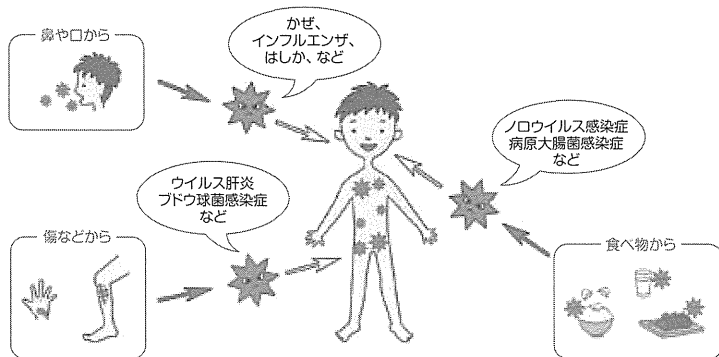 鼻や口から
かぜ、
インフルエンザ、
はしか、など
ノロウイルス感染症
病原大腸菌感染症
など
ウイルス肝炎
ブドウ球菌感染症
など
傷などから
食べ物から